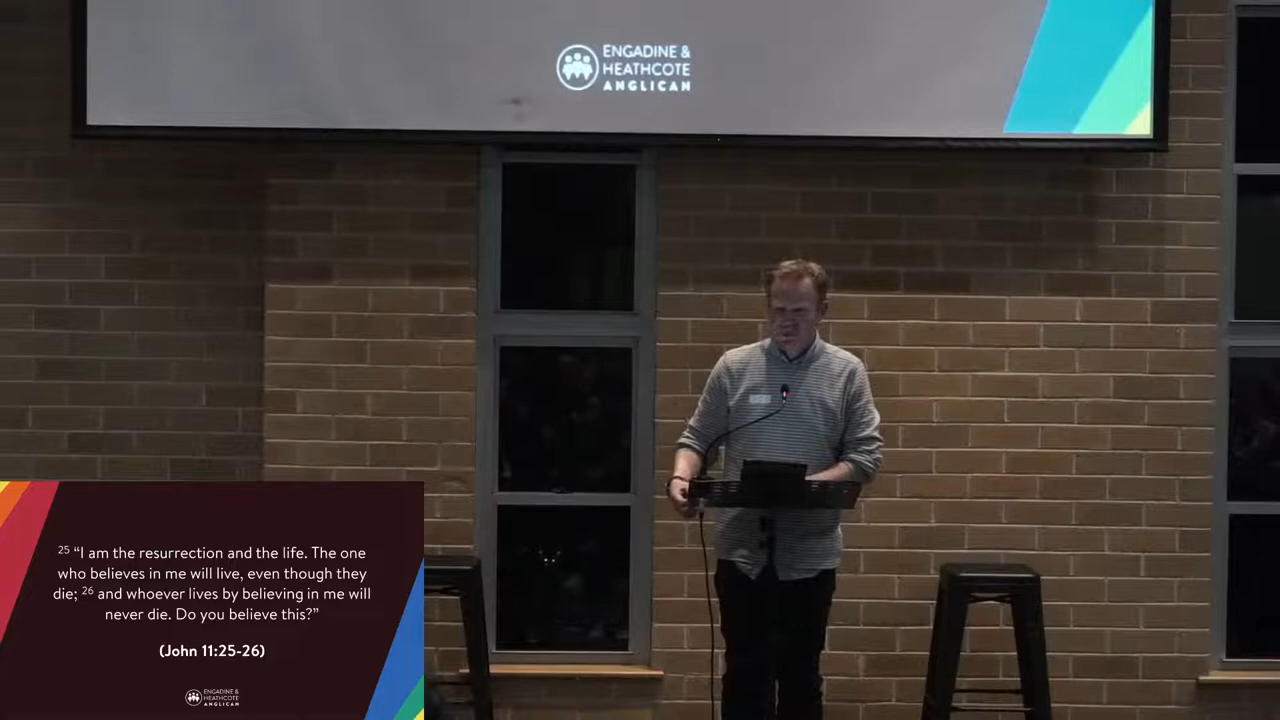 ENGADINE &
HEATHCOTE
ANGLICAN
25 “I am the resurrection and the life. The one
who believes in me will live, even though they
die; 26 and whoever lives by believing in me will
never die. Do you believe this?”
(John 11:25-26)
ENGADINE &
HEATHCOTE
ANGLICAN